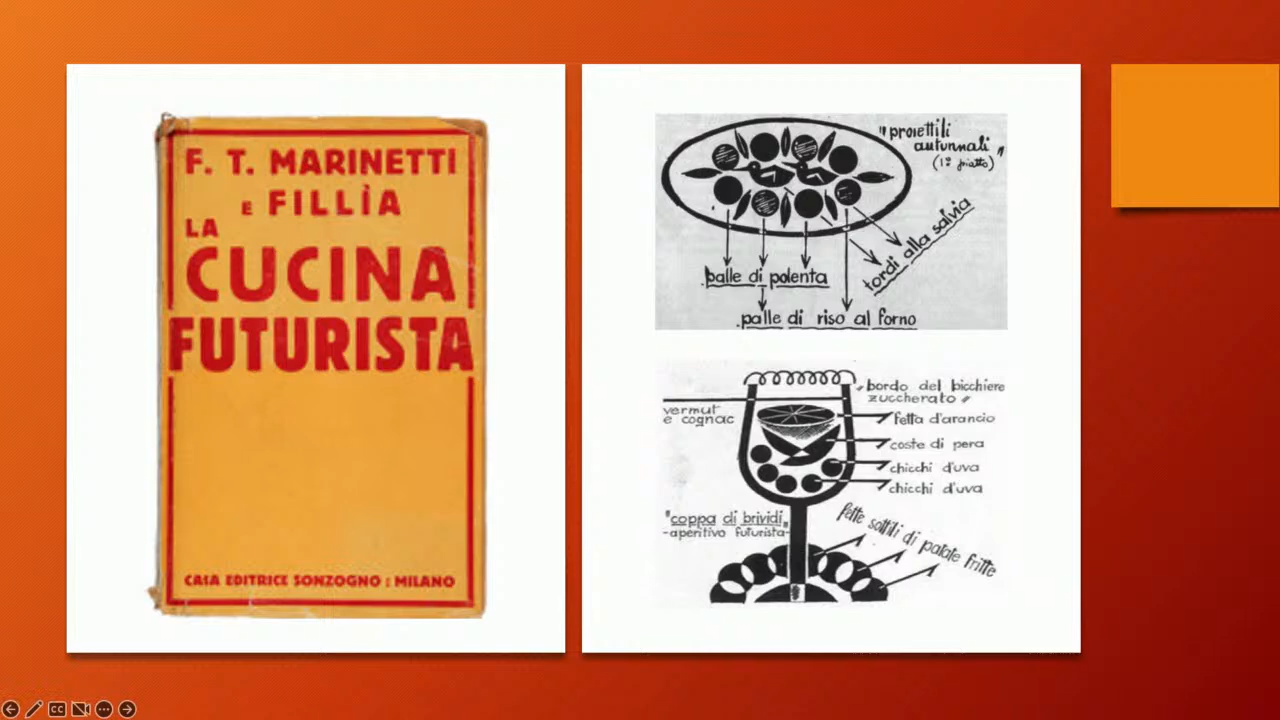 F. T. MARINETTI
E FILLÌA
LA
CUCINA
FUTURISTA
CASA EDITRICE SONZOGNO : MILANO
"proiettili
autunnali"
(1º piatto)
palle di polenta
tordi alla salvia
palle di riso al forno
"bordo del bicchiere
zuccherato"
vermut
e cognac
fetta d'arancio
coste di pera
chicchi d'uva
chicchi d'uva
"coppa di brividi"
-aperitivo futurista-
fette sottili di patate fritte
CC